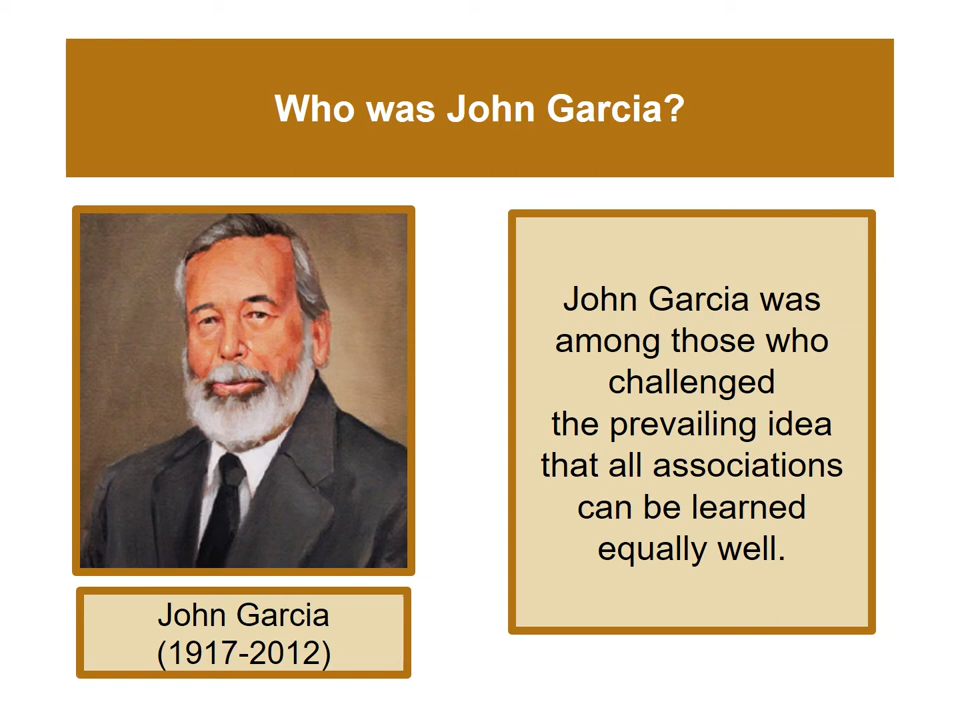 Who was John Garcia?
John Garcia was
among those who
challenged
the prevailing idea
that all associations
can be learned
equally well.
John Garcia
(1917-2012)